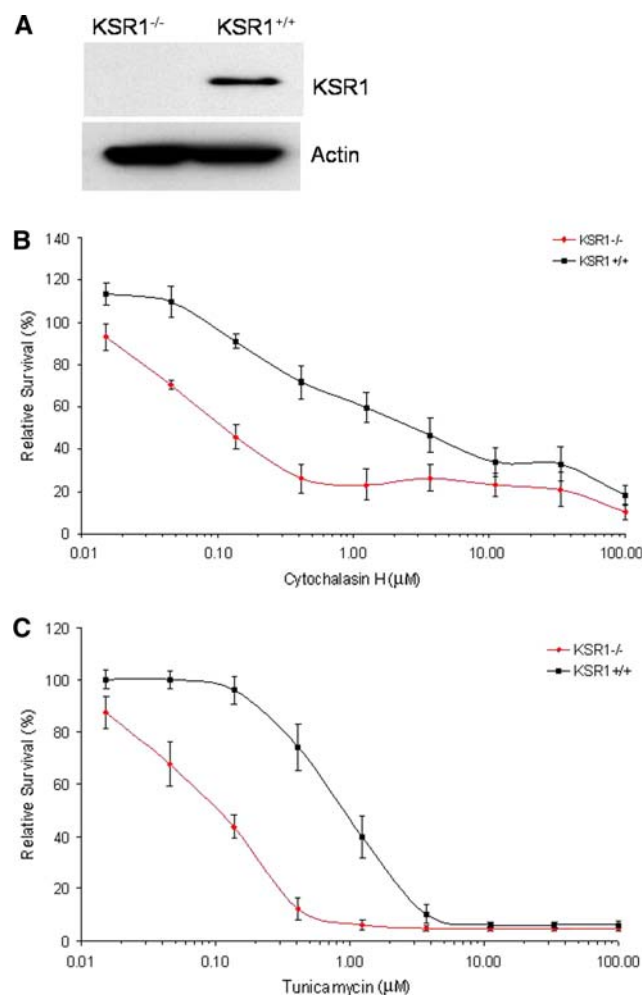 A
KSR1-/- KSR1+/+
KSR1
Actin
B
140
120
100
80
60
40
20
0
Relative Survival (%)
KSR1-/-
KSR1+/+
0.01 0.10 1.00 10.00 100.00
Cytochalasin H (μM)
C
120
100
80
60
40
20
0
Relative Survival (%)
KSR1-/-
KSR1+/+
0.01 0.10 1.00 10.00 100.00
Tunicamycin (μM)